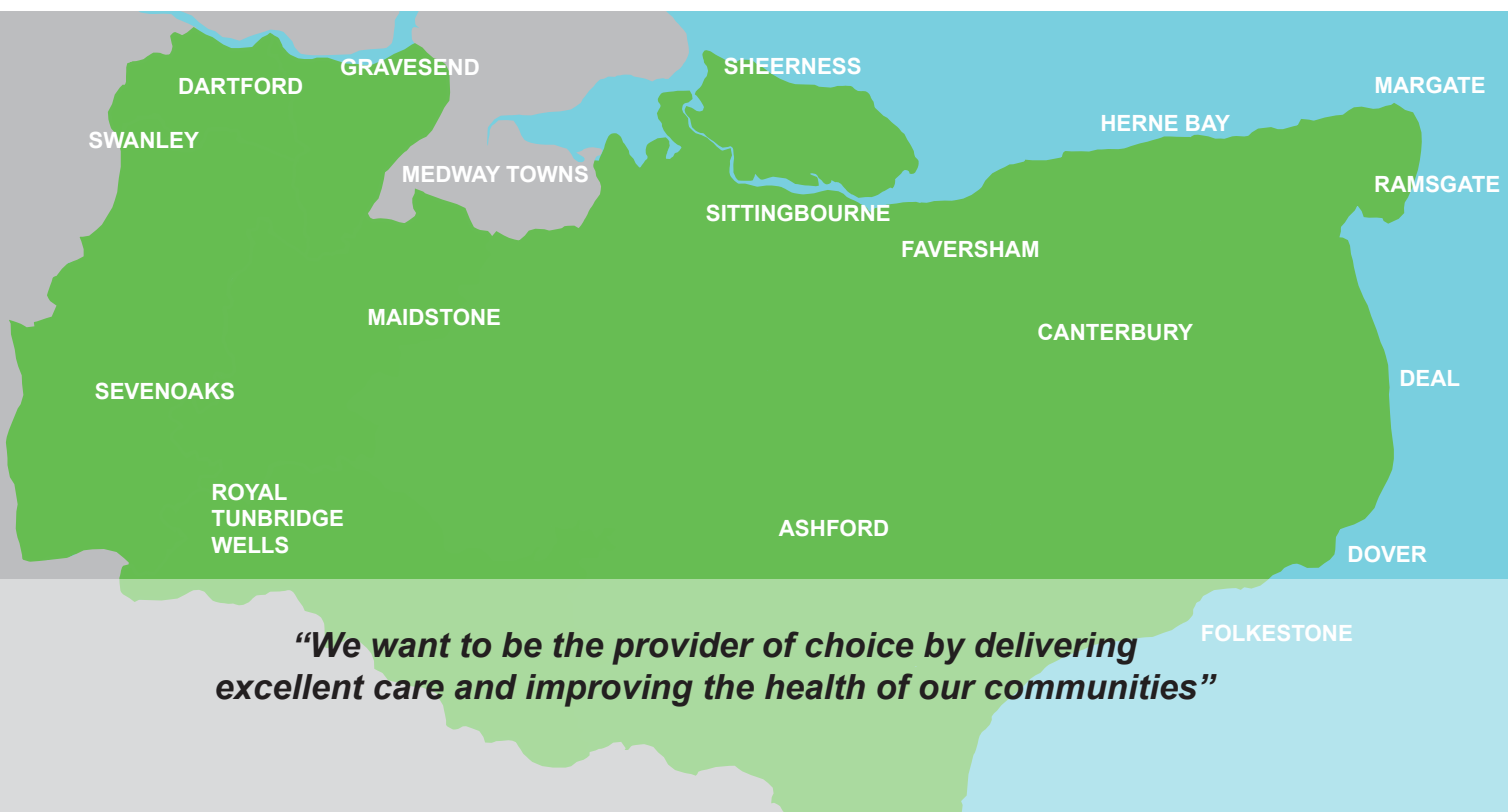 GRAVESEND
SHEERNESS
DARTFORD
MARGATE
HERNE BAY
SWANLEY
MEDWAY TOWNS
RAMSGATE
SITTINGBOURNE
FAVERSHAM
MAIDSTONE
CANTERBURY
DEAL
SEVENOAKS
ROYAL
TUNBRIDGE
WELLS
ASHFORD
DOVER
FOLKESTONE
“We want to be the provider of choice by delivering
excellent care and improving the health of our communities”